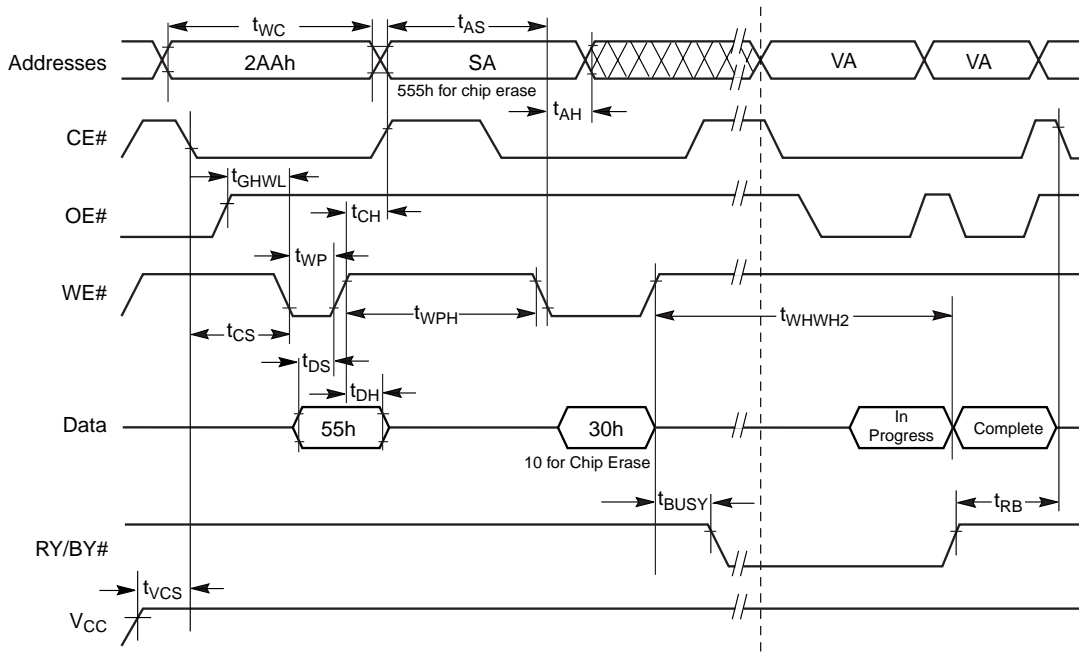 tWC
tAS
Addresses
2AAh
SA
VA
VA
555h for chip erase
tAH
CE#
tGHWL
OE#
tCH
tWP
WE#
tWPH
tWHWH2
tCS
tDS
tDH
Data
55h
30h
In
Progress
Complete
10 for Chip Erase
tBUSY
tRB
RY/BY#
tVCS
VCC